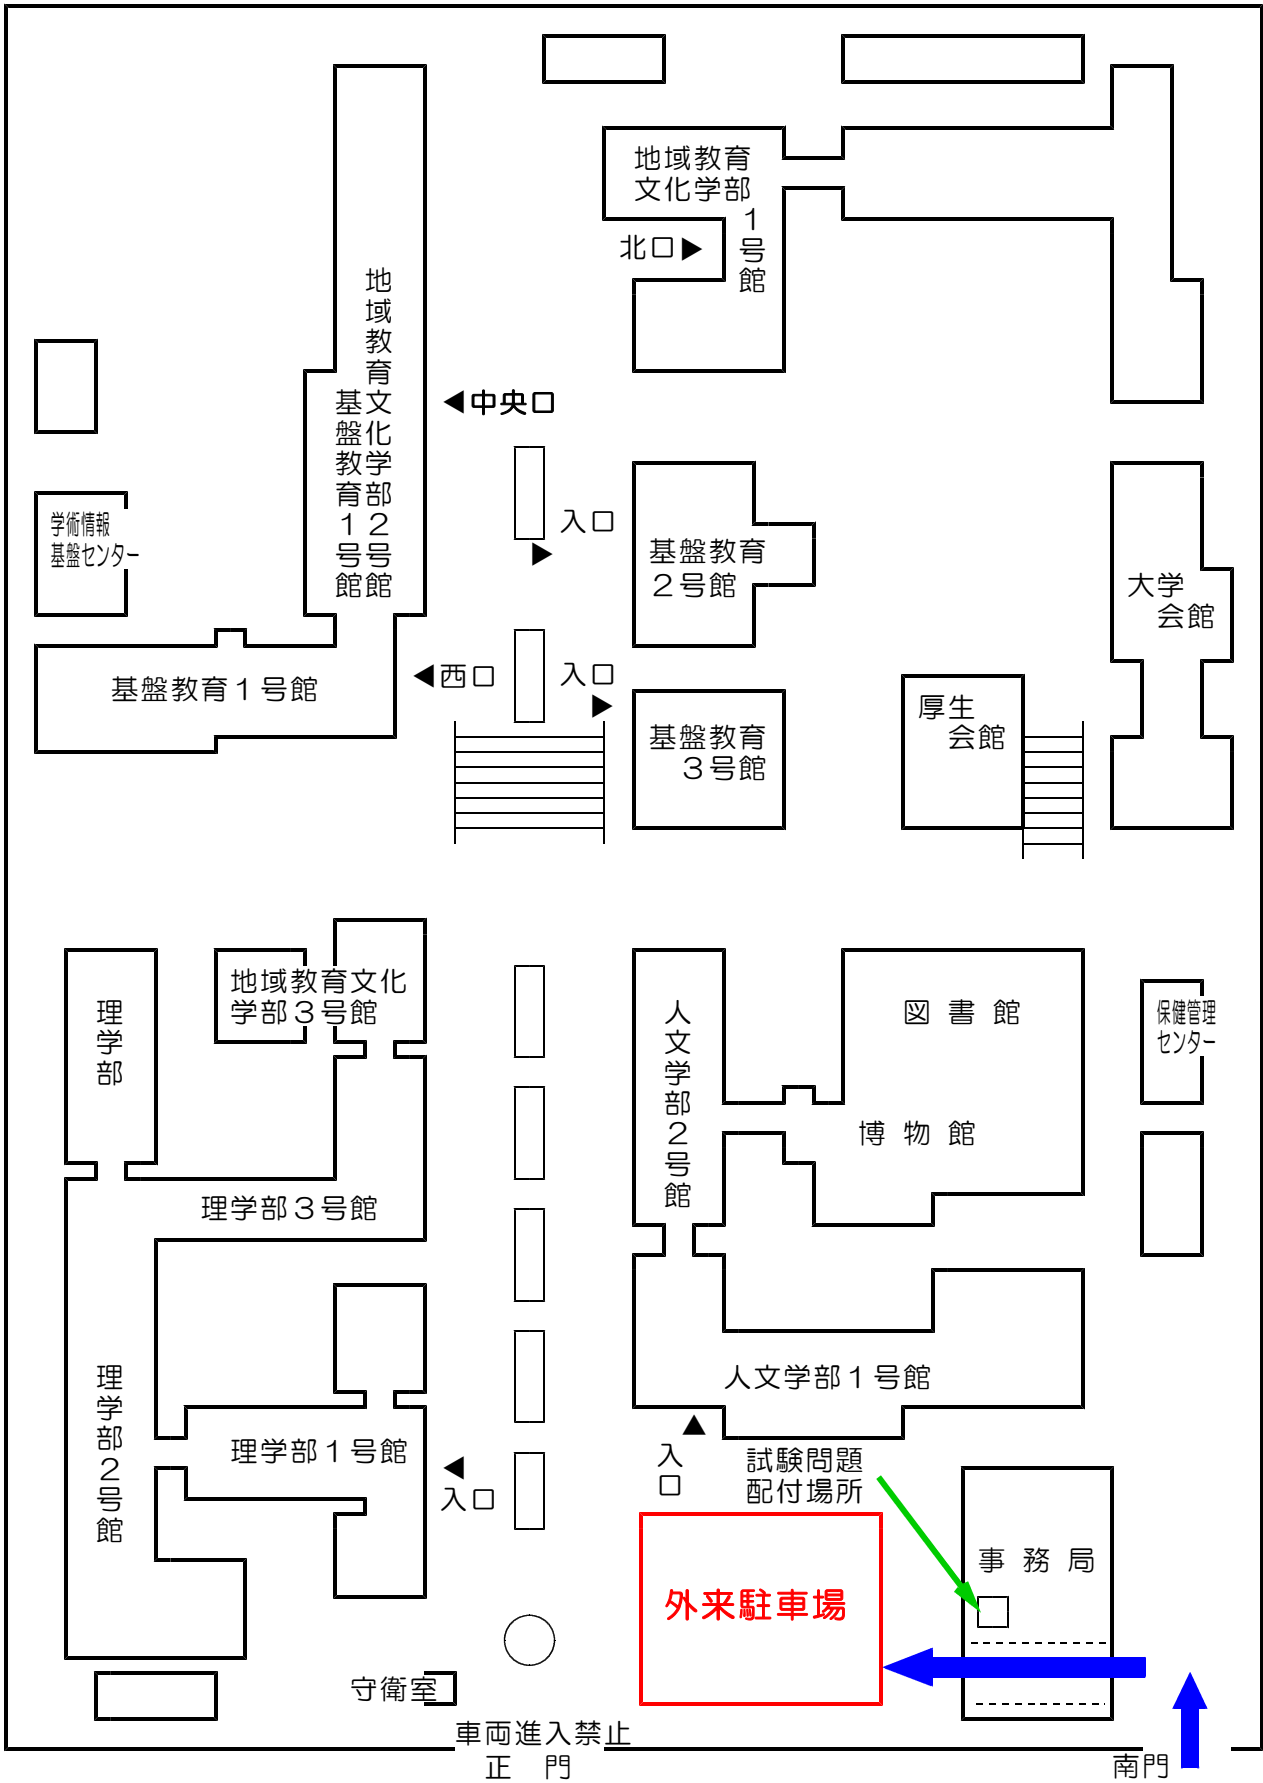 地域教育
文化学部
1号館
北口▶
地域教育文化学部2号館
基盤教育1号館
◀中央口
入口
▶
学術情報
基盤センター
基盤教育
2号館
大学
会館
基盤教育1号館
◀西口
入口
▶
基盤教育
3号館
厚生
会館
理学部
地域教育文化
学部3号館
人文学部2号館
図書館
保健管理
センター
博物館
理学部3号館
理学部2号館
理学部1号館
◀
入口
人文学部1号館
▲
入口
試験問題
配付場所
事務局
外来駐車場
守衛室
車両進入禁止
正門
南門